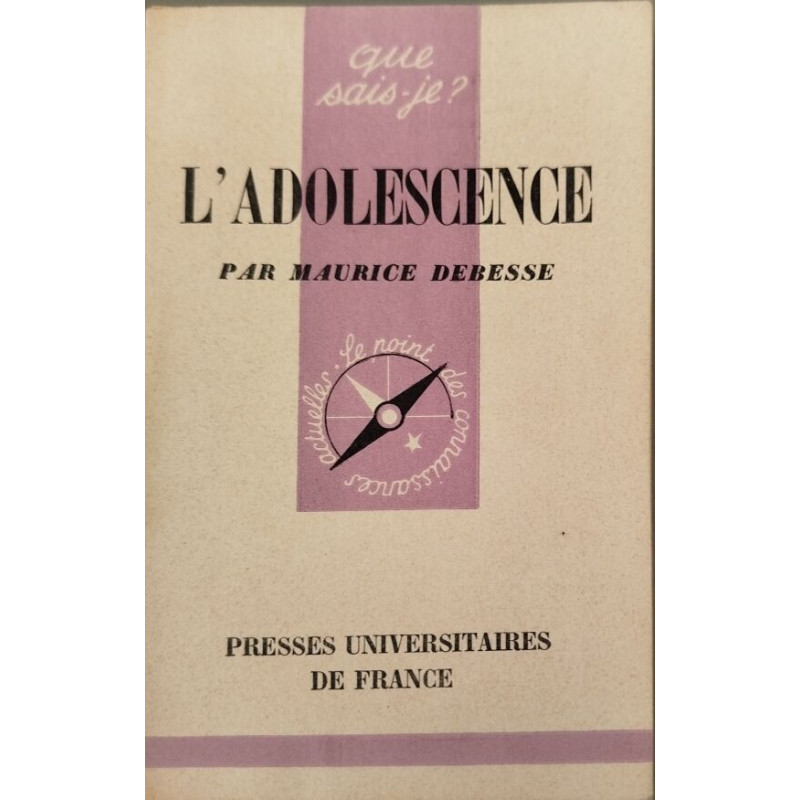 que
sais-je?
L'ADOLESCENCE
PAR MAURICE DEBESSE
Le point des connaissances actuelles
PRESSES UNIVERSITAIRES
DE FRANCE